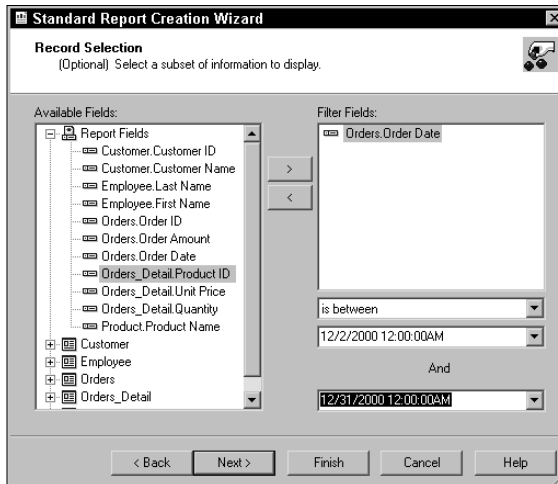 Standard Report Creation Wizard
Record Selection
(Optional) Select a subset of information to display.
Available Fields:
Report Fields
Customer.Customer ID
Customer.Customer Name
Employee.Last Name
Employee.First Name
Orders.Order ID
Orders.Order Amount
Orders.Order Date
Orders_Detail.Product ID
Orders_Detail.Unit Price
Orders_Detail.Quantity
Product.Product Name
Customer
Employee
Orders
Orders_Detail
>
<
Filter Fields:
Orders.Order Date
is between
12/2/2000 12:00:00AM
And
12/31/2000 12:00:00AM
< Back
Next >
Finish
Cancel
Help